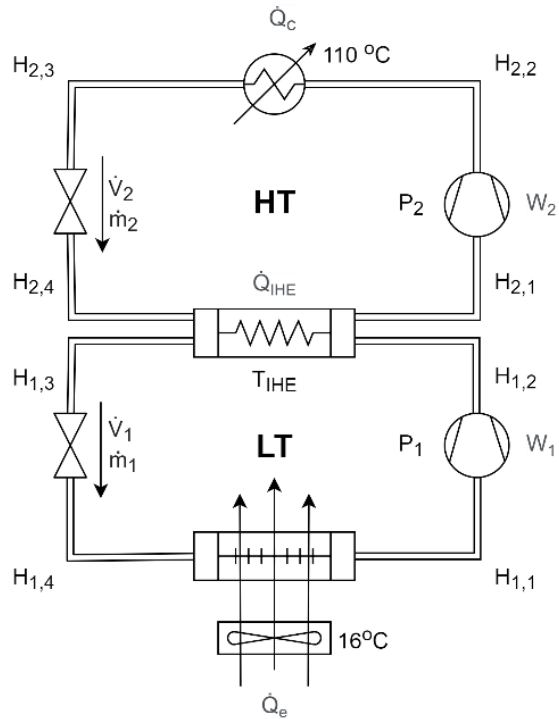 Q̇c
110 °C
H2,3
H2,2
V̇2
ṁ2
HT
P2
W2
H2,4
Q̇IHE
H2,1
H1,3
TIHE
H1,2
V̇1
ṁ1
LT
P1
W1
H1,4
H1,1
16°C
Q̇e